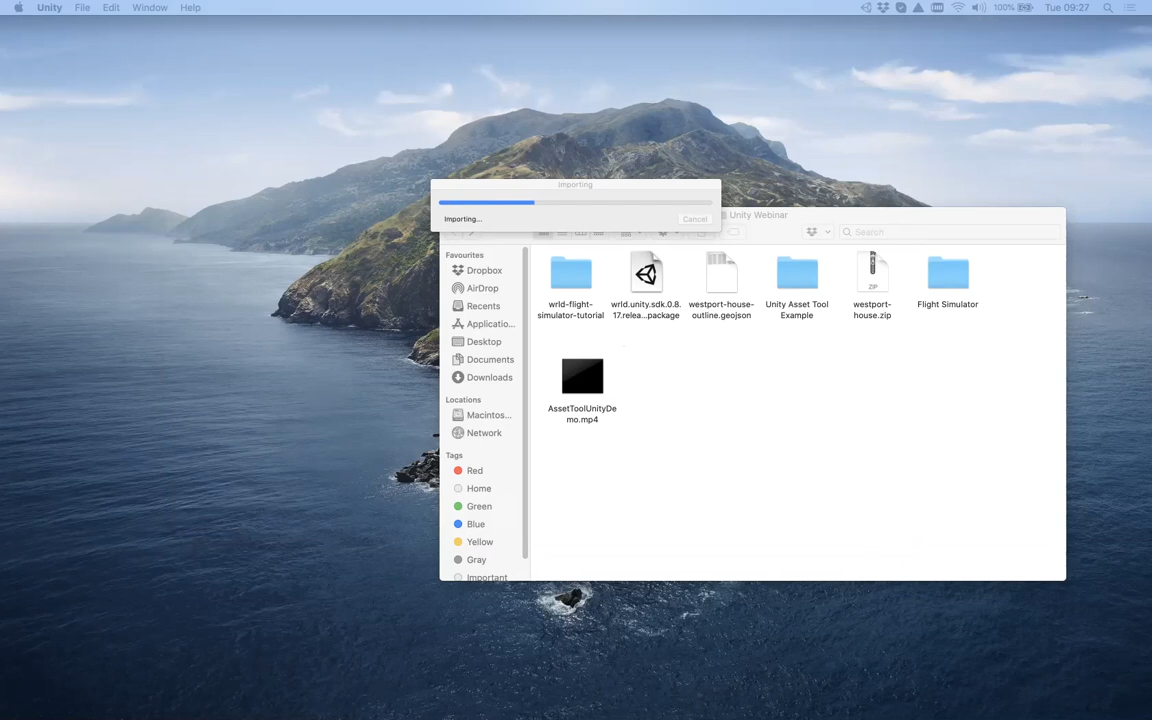 Unity File Edit Window Help 100% Tue 09:27
Importing
Importing... Cancel
Unity Webinar
Search
Favourites
Dropbox
AirDrop
Recents
Applicatio...
Desktop
Documents
Downloads
Locations
Macintos...
Network
Tags
Red
Home
Green
Blue
Yellow
Gray
Important
wrld-flight-
simulator-tutorial
wrld.unity.sdk.0.8.
17.relea...package
westport-house-
outline.geojson
Unity Asset Tool
Example
ZIP
westport-
house.zip
Flight Simulator
AssetToolUnityDe
mo.mp4